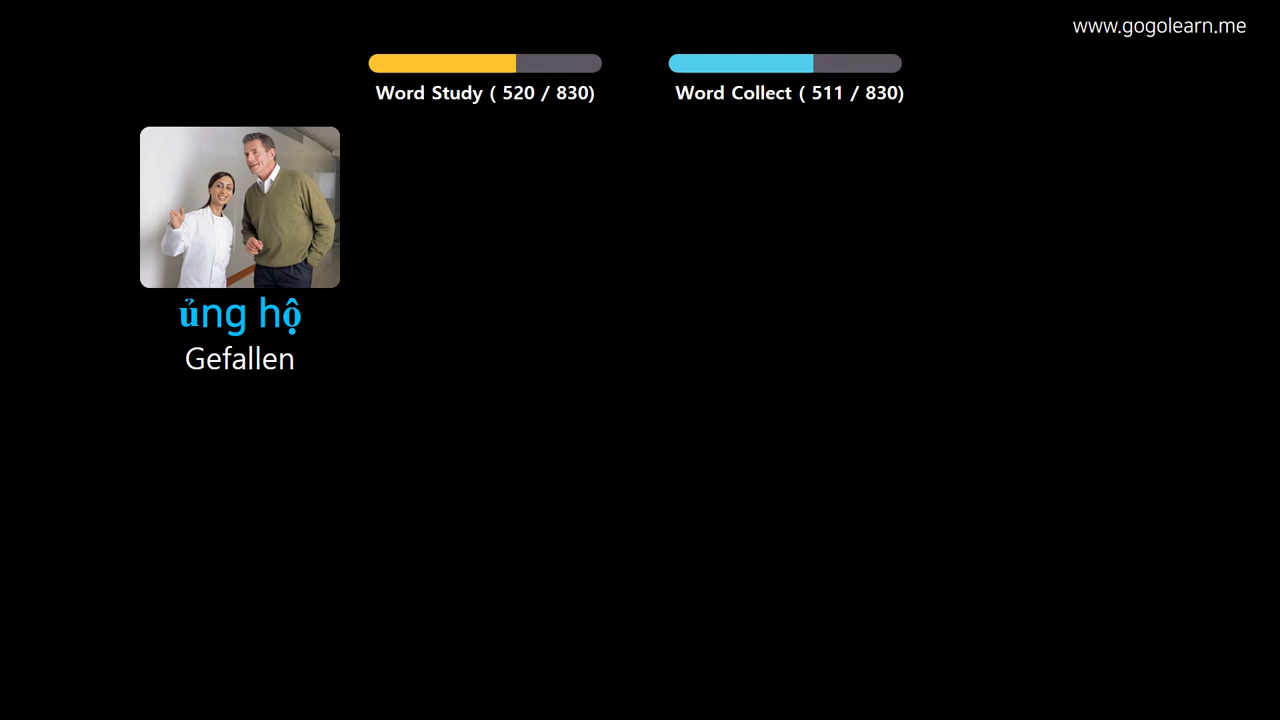 www.gogolearn.me
Word Study ( 520 / 830)
Word Collect ( 511 / 830)
ủng hộ
Gefallen